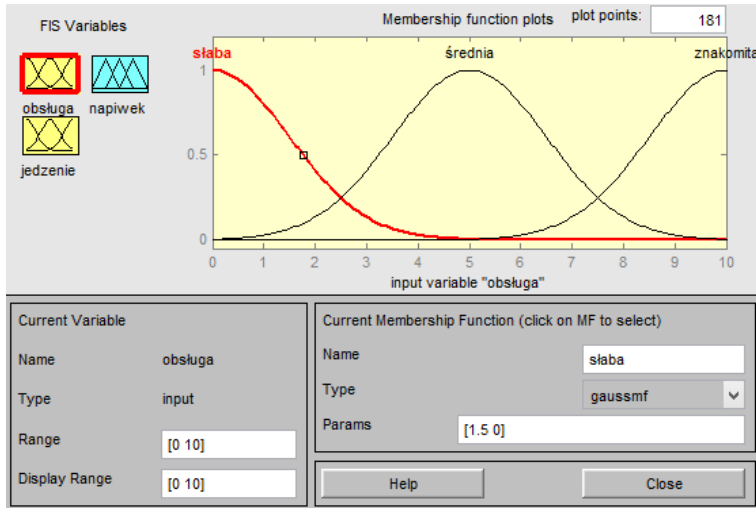 FIS Variables
Membership function plots
plot points:
181
obsługa
napiwek
jedzenie
słaba
średnia
znakomita
1
0.5
0
0 1 2 3 4 5 6 7 8 9 10
input variable "obsługa"
Current Variable
Name obsługa
Type input
Range [0 10]
Display Range [0 10]
Current Membership Function (click on MF to select)
Name słaba
Type gaussmf
Params [1.5 0]
Help
Close